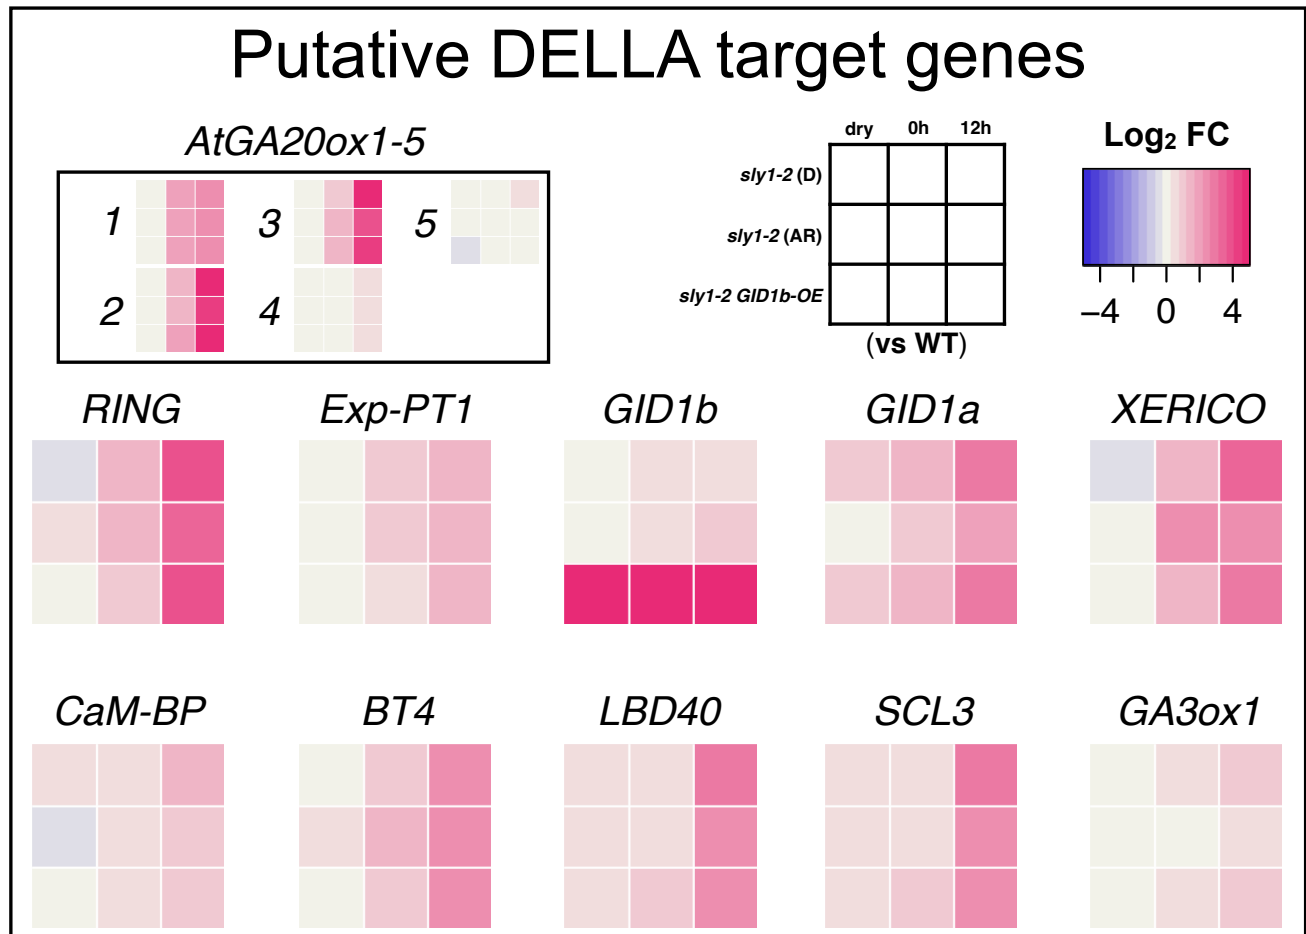 Putative DELLA target genes
AtGA20ox1-5
1
2
3
4
5
dry 0h 12h
sly1-2 (D)
sly1-2 (AR)
sly1-2 GID1b-OE
(vs WT)
Log₂ FC
−4 0 4
RING Exp-PT1 GID1b GID1a XERICO
CaM-BP BT4 LBD40 SCL3 GA3ox1